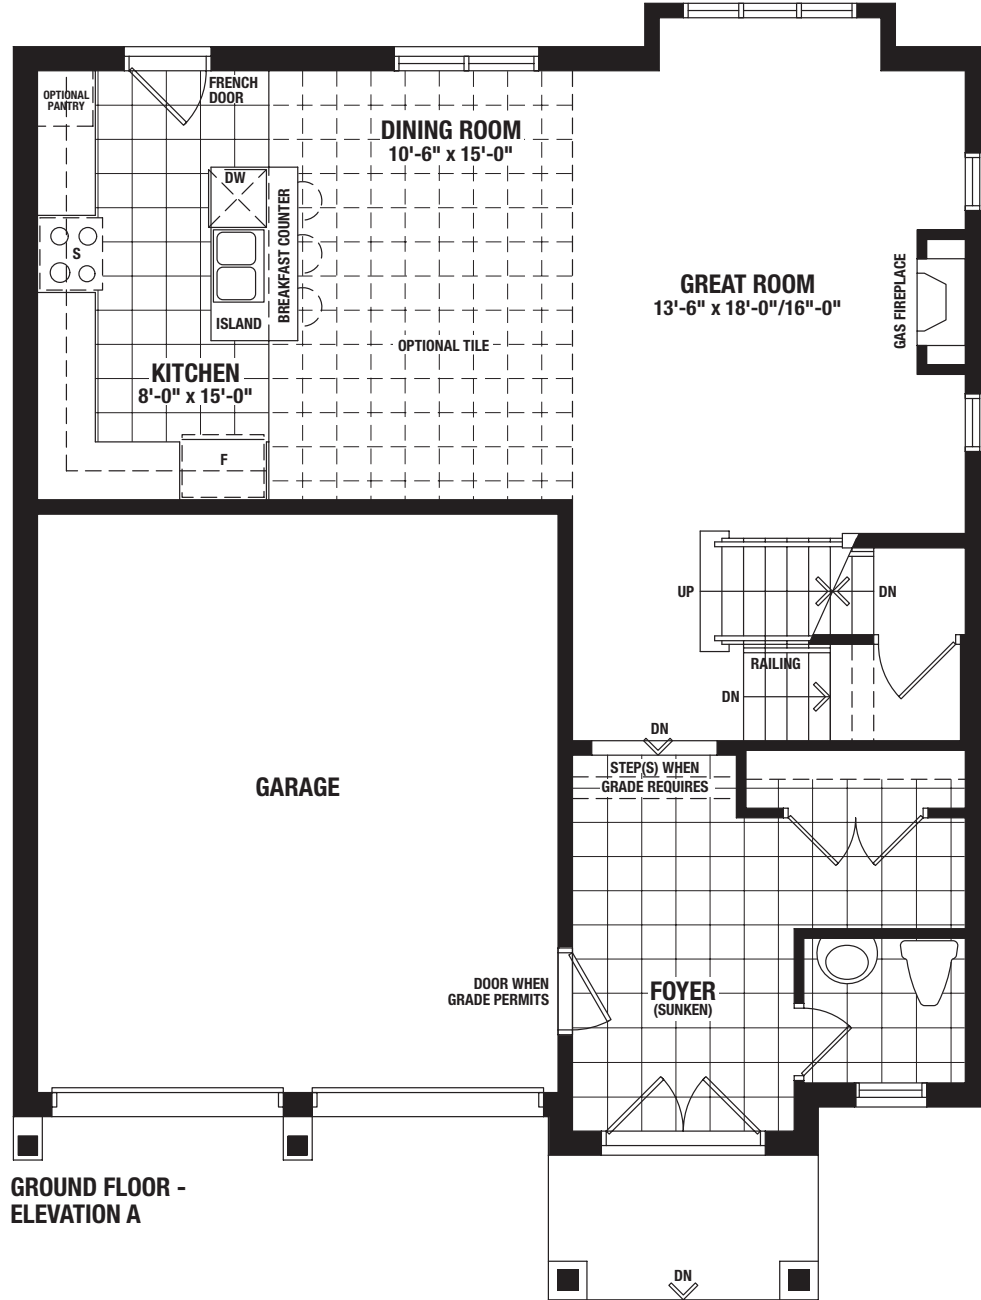 OPTIONAL
PANTRY
FRENCH
DOOR
DINING ROOM
10'-6" x 15'-0"
DW
BREAKFAST COUNTER
S
ISLAND
GREAT ROOM
13'-6" x 18'-0"/16"-0"
GAS FIREPLACE
OPTIONAL TILE
KITCHEN
8'-0" x 15'-0"
F
UP
DN
RAILING
DN
DN
STEP(S) WHEN
GRADE REQUIRES
GARAGE
DOOR WHEN
GRADE PERMITS
FOYER
(SUNKEN)
GROUND FLOOR -
ELEVATION A
DN